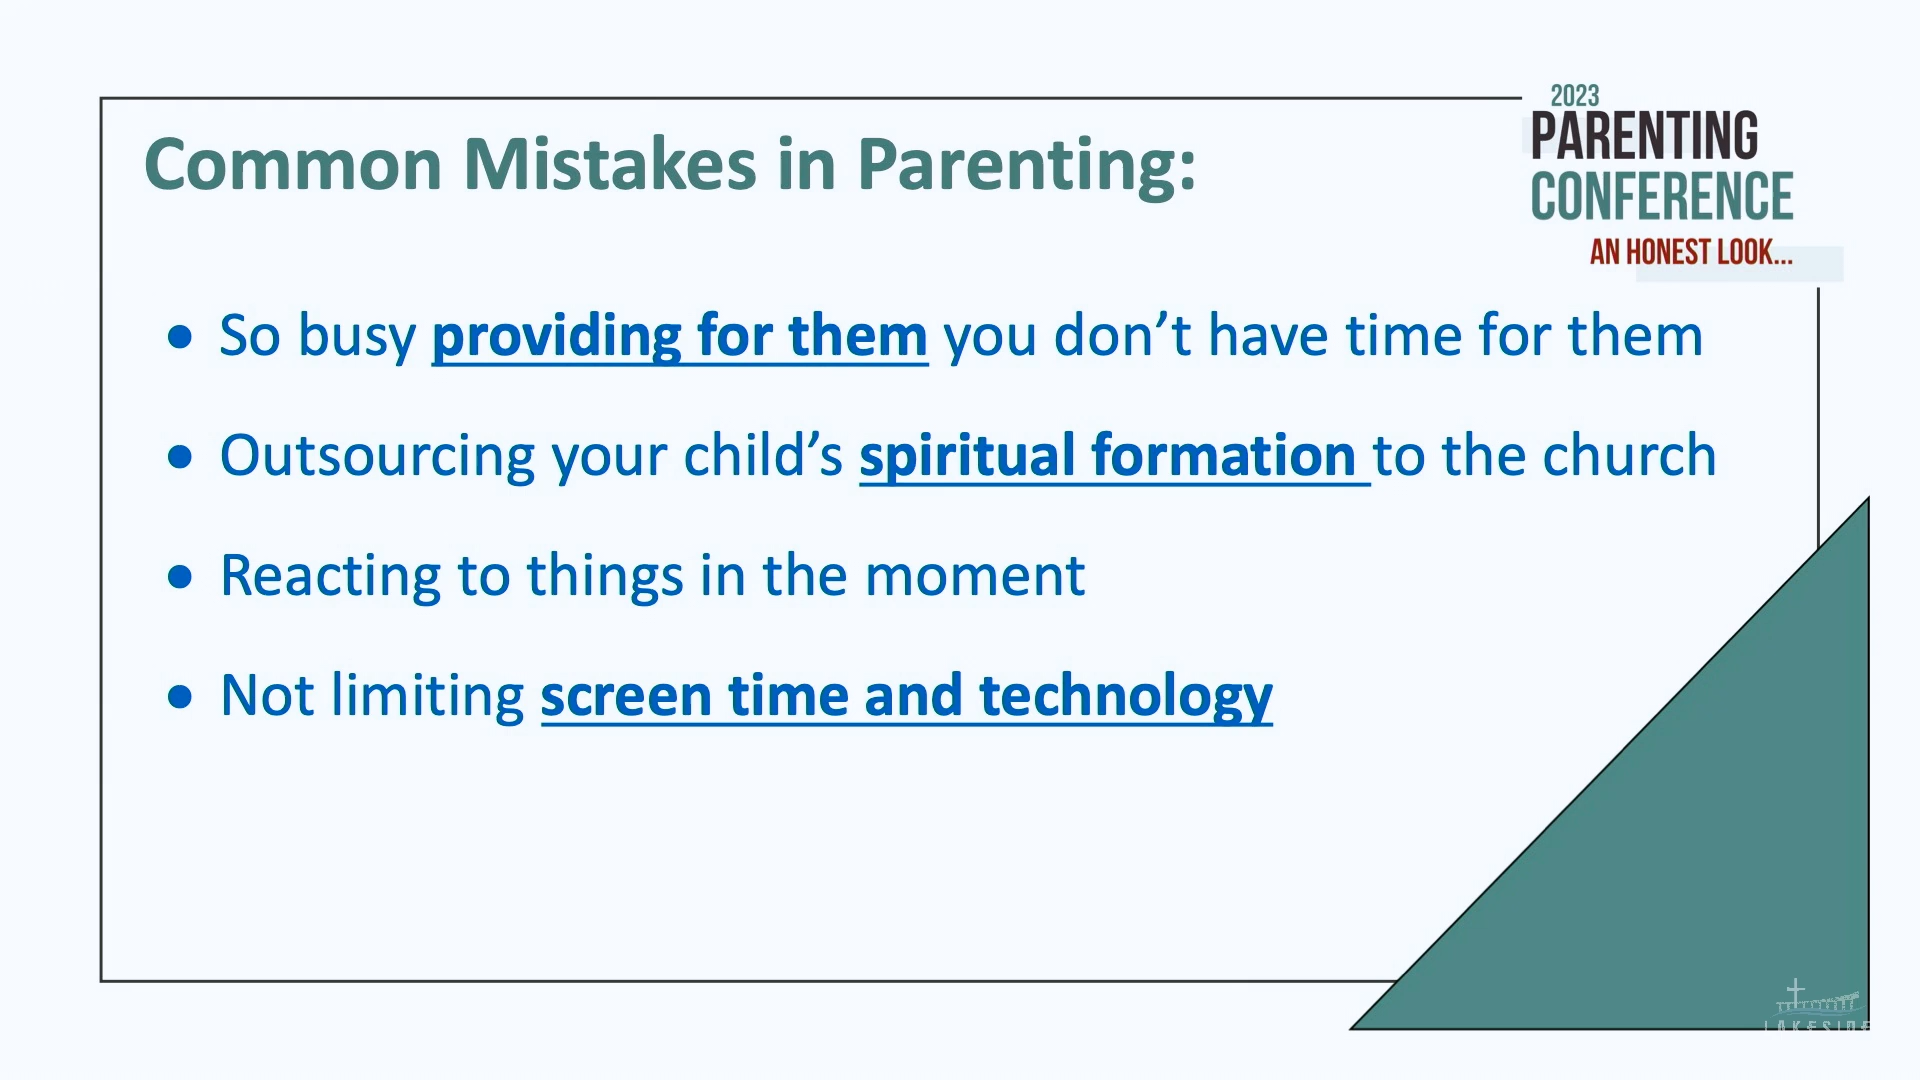 2023
PARENTING
CONFERENCE
AN HONEST LOOK...
Common Mistakes in Parenting:
• So busy providing for them you don’t have time for them
• Outsourcing your child’s spiritual formation to the church
• Reacting to things in the moment
• Not limiting screen time and technology
LAKESIDE